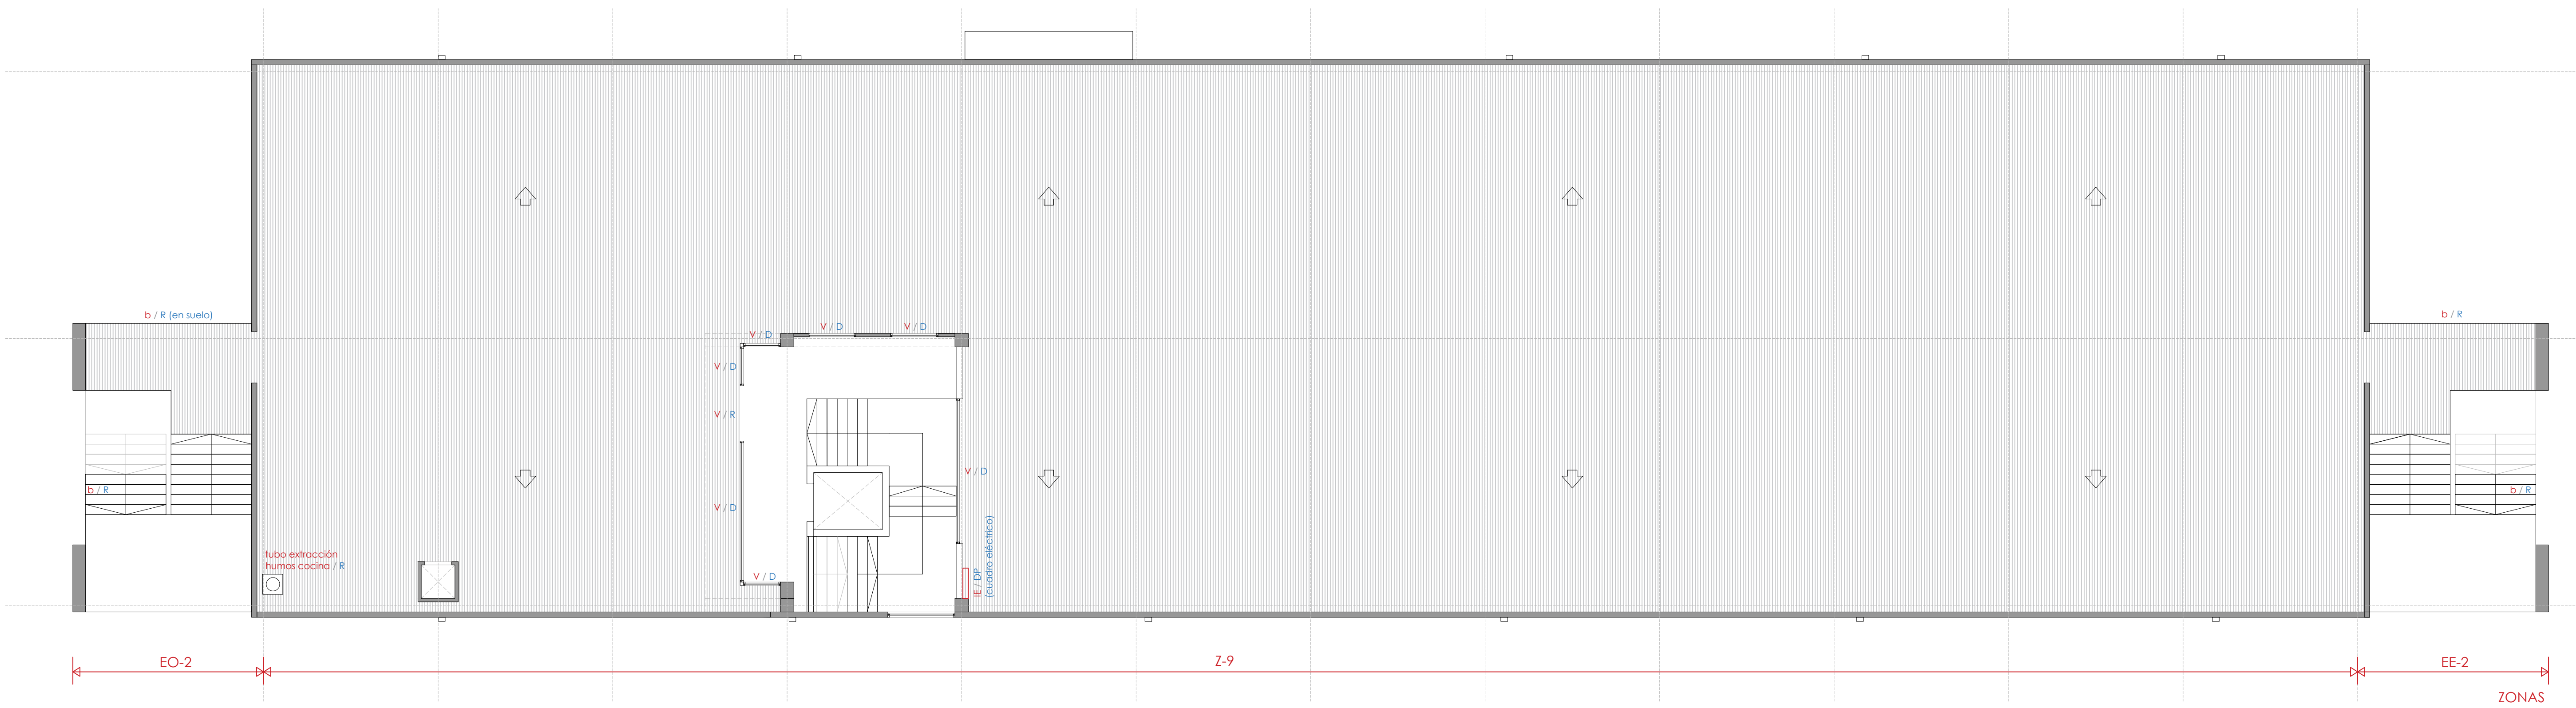 b / R (en suelo)
b / R
V / D
V / D
V / D
V / D
V / R
V / D
b / R
V / D
b / R
IE / DP
(cuadro eléctrico)
tubo extracción
humos cocina / R
V / D
EO-2
Z-9
EE-2
ZONAS